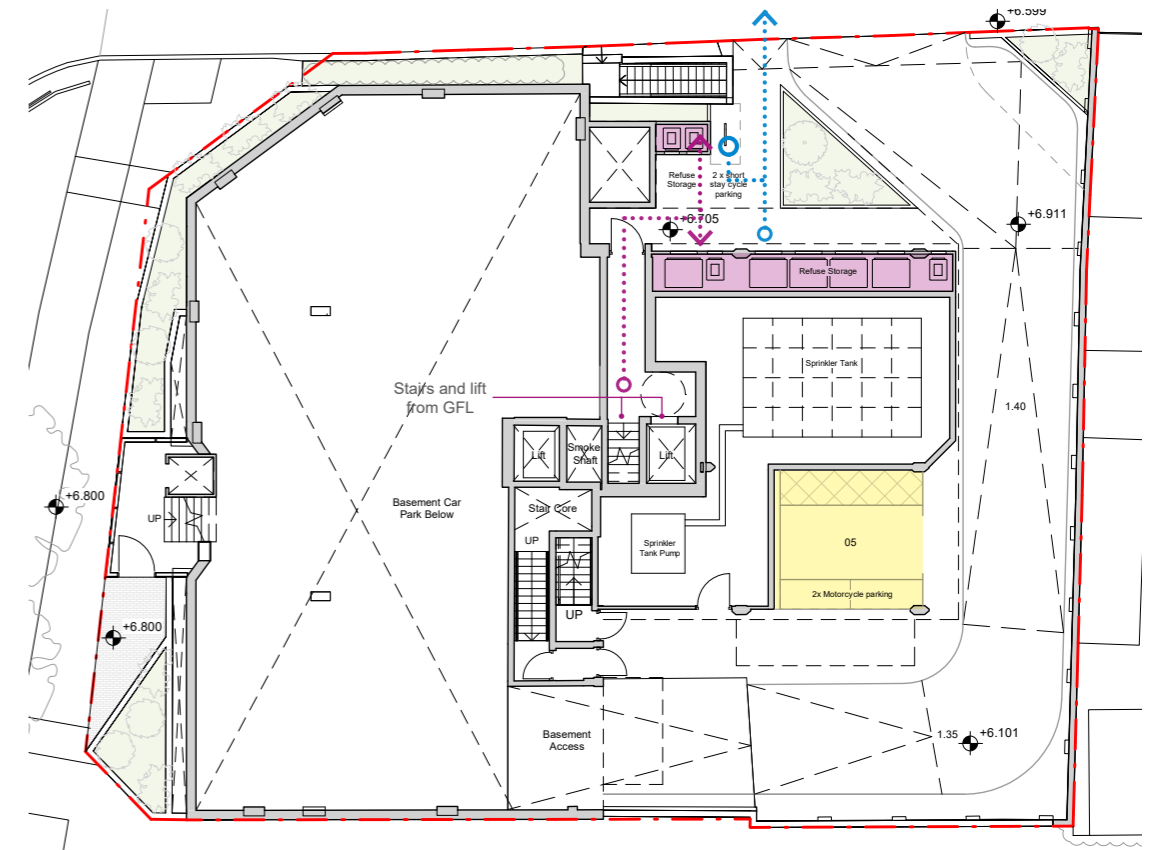 +6.599
Refuse
Storage
2 x short
stay cycle
parking
+6.705
+6.911
Refuse Storage
Sprinkler Tank
Stairs and lift
from GFL
1.40
Lift
Smoke
Shaft
Lift
+6.800
UP
Basement Car
Park Below
Stair Core
UP
Sprinkler
Tank Pump
05
2x Motorcycle parking
UP
+6.800
Basement
Access
1.35
+6.101